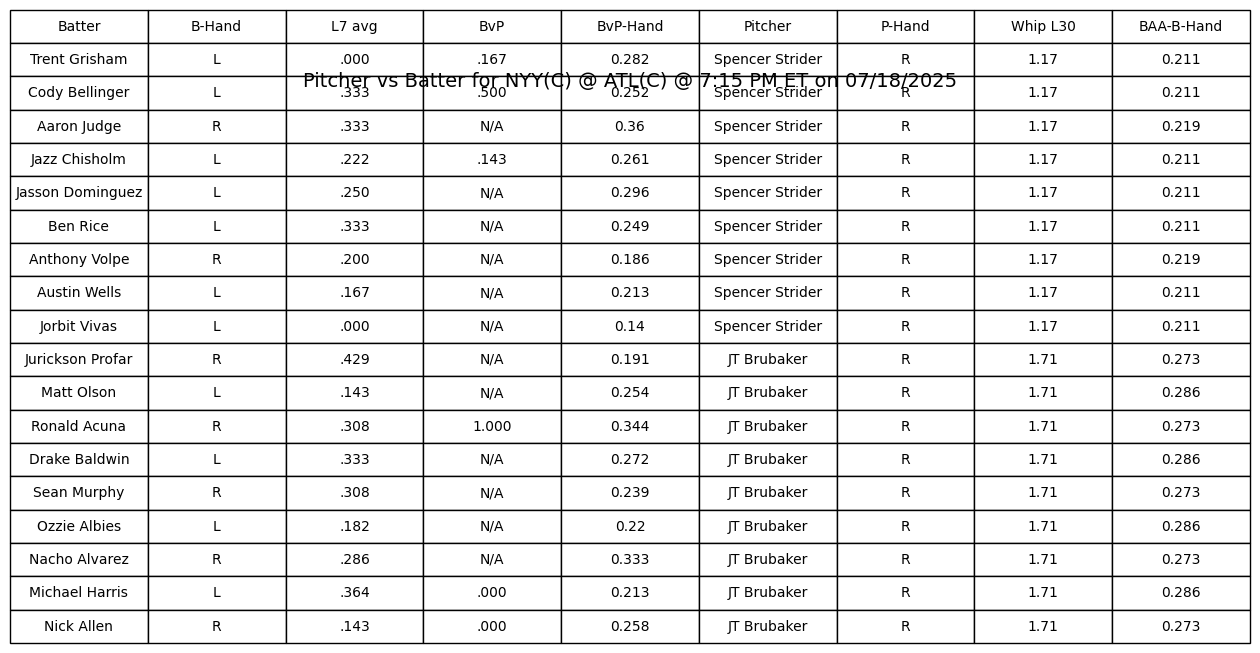 Batter B-Hand L7 avg BvP BvP-Hand Pitcher P-Hand Whip L30 BAA-B-Hand
Trent Grisham L .000 .167 0.282 Spencer Strider R 1.17 0.211
Pitcher vs Batter for NYY(C) @ ATL(C) @ 7:15 PM ET on 07/18/2025
Cody Bellinger L .333 .500 0.252 Spencer Strider R 1.17 0.211
Aaron Judge R .333 N/A 0.36 Spencer Strider R 1.17 0.219
Jazz Chisholm L .222 .143 0.261 Spencer Strider R 1.17 0.211
Jasson Dominguez L .250 N/A 0.296 Spencer Strider R 1.17 0.211
Ben Rice L .333 N/A 0.249 Spencer Strider R 1.17 0.211
Anthony Volpe R .200 N/A 0.186 Spencer Strider R 1.17 0.219
Austin Wells L .167 N/A 0.213 Spencer Strider R 1.17 0.211
Jorbit Vivas L .000 N/A 0.14 Spencer Strider R 1.17 0.211
Jurickson Profar R .429 N/A 0.191 JT Brubaker R 1.71 0.273
Matt Olson L .143 N/A 0.254 JT Brubaker R 1.71 0.286
Ronald Acuna R .308 1.000 0.344 JT Brubaker R 1.71 0.273
Drake Baldwin L .333 N/A 0.272 JT Brubaker R 1.71 0.286
Sean Murphy R .308 N/A 0.239 JT Brubaker R 1.71 0.273
Ozzie Albies L .182 N/A 0.22 JT Brubaker R 1.71 0.286
Nacho Alvarez R .286 N/A 0.333 JT Brubaker R 1.71 0.273
Michael Harris L .364 .000 0.213 JT Brubaker R 1.71 0.286
Nick Allen R .143 .000 0.258 JT Brubaker R 1.71 0.273